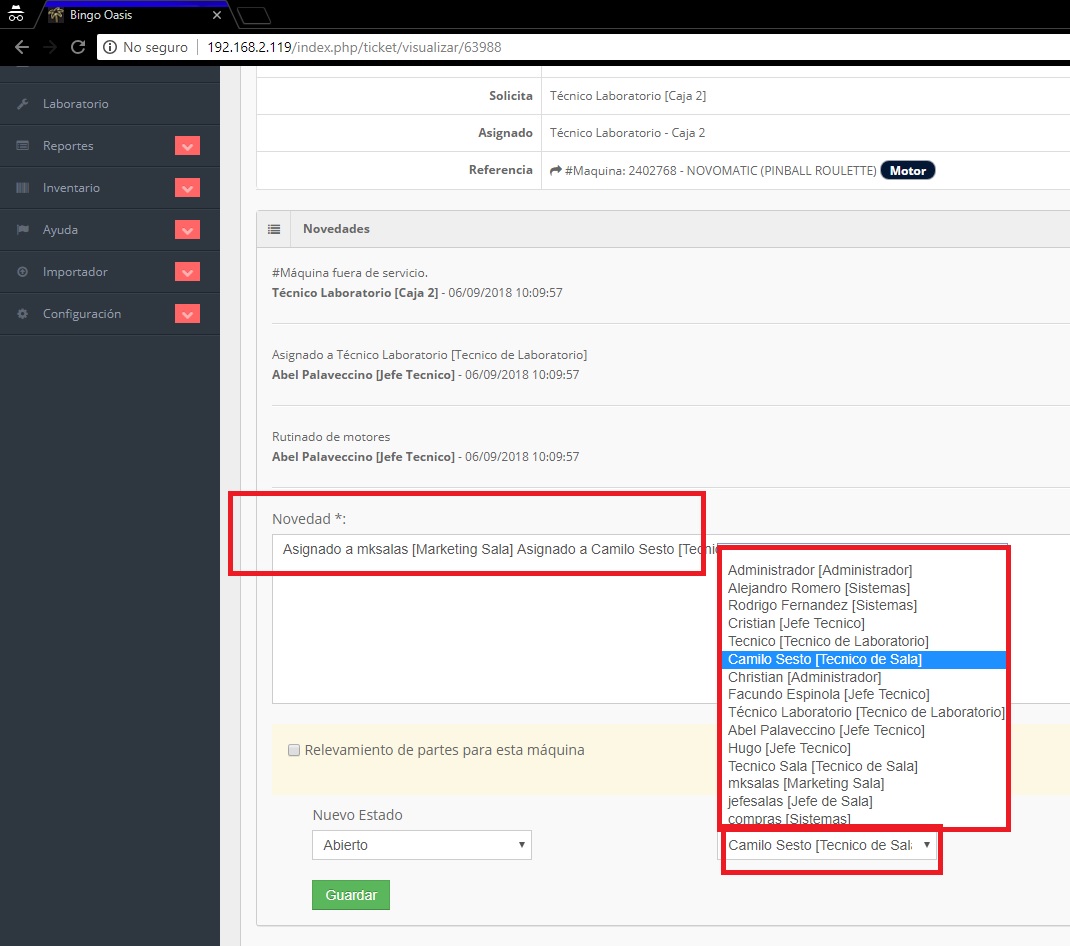 Bingo Oasis
No seguro
192.168.2.119/index.php/ticket/visualizar/63988
Laboratorio
Reportes
Inventario
Ayuda
Importador
Configuración
Solicita Técnico Laboratorio [Caja 2]
Asignado Técnico Laboratorio - Caja 2
Referencia #Maquina: 2402768 - NOVOMATIC (PINBALL ROULETTE) Motor
Novedades
#Máquina fuera de servicio.
Técnico Laboratorio [Caja 2] - 06/09/2018 10:09:57
Asignado a Técnico Laboratorio [Tecnico de Laboratorio]
Abel Palaveccino [Jefe Tecnico] - 06/09/2018 10:09:57
Rutinado de motores
Abel Palaveccino [Jefe Tecnico] - 06/09/2018 10:09:57
Novedad *:
Asignado a mksalas [Marketing Sala] Asignado a Camilo Sesto [Tecni
Administrador [Administrador]
Alejandro Romero [Sistemas]
Rodrigo Fernandez [Sistemas]
Cristian [Jefe Tecnico]
Tecnico [Tecnico de Laboratorio]
Camilo Sesto [Tecnico de Sala]
Christian [Administrador]
Facundo Espinola [Jefe Tecnico]
Técnico Laboratorio [Tecnico de Laboratorio]
Abel Palaveccino [Jefe Tecnico]
Hugo [Jefe Tecnico]
Tecnico Sala [Tecnico de Sala]
mksalas [Marketing Sala]
jefesalas [Jefe de Sala]
compras [Sistemas]
Relevamiento de partes para esta máquina
Nuevo Estado
Abierto
Camilo Sesto [Tecnico de Sal
Guardar